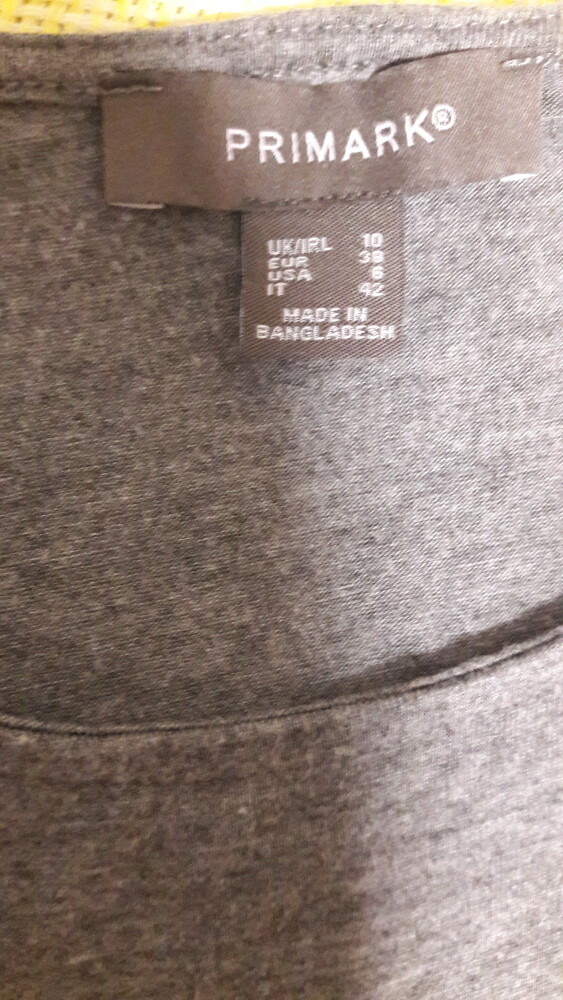 PRIMARK®
UK/IRL 10
EUR 38
USA 6
IT 42
MADE IN
BANGLADESH